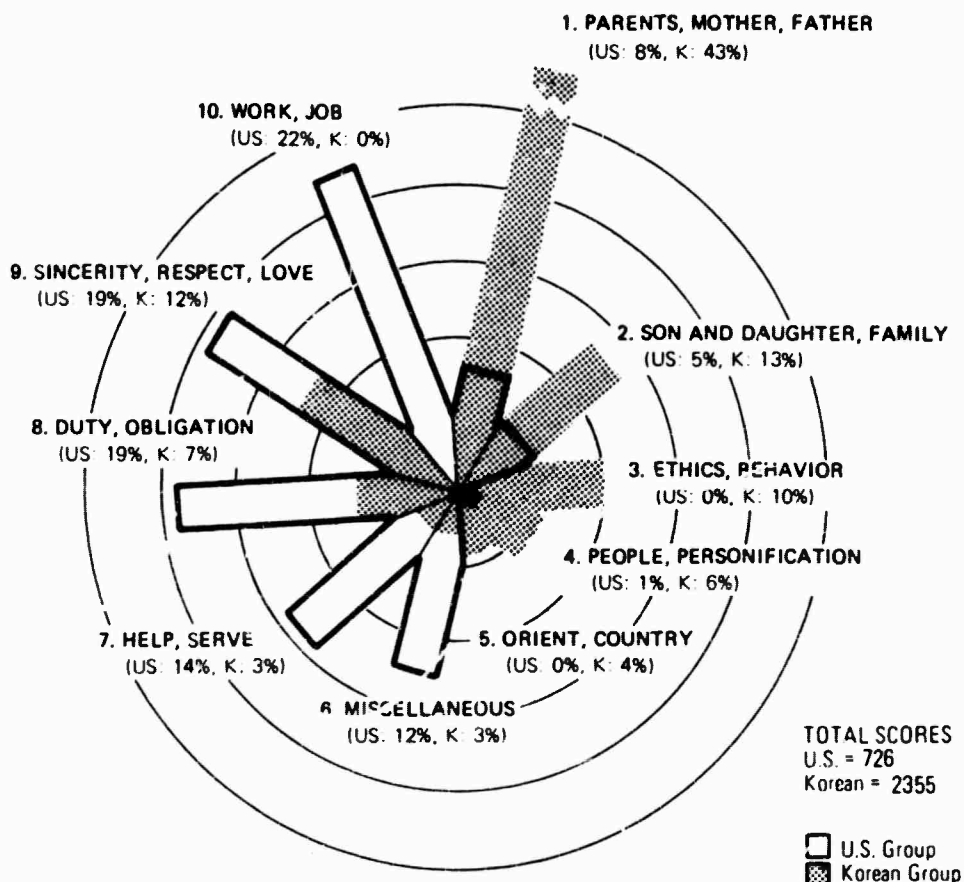 1. PARENTS, MOTHER, FATHER
(US: 8%, K: 43%)
10. WORK, JOB
(US: 22%, K: 0%)
9. SINCERITY, RESPECT, LOVE
(US: 19%, K: 12%)
2. SON AND DAUGHTER, FAMILY
(US: 5%, K: 13%)
8. DUTY, OBLIGATION
(US: 19%, K: 7%)
3. ETHICS, BEHAVIOR
(US: 0%, K: 10%)
4. PEOPLE, PERSONIFICATION
(US: 1%, K: 6%)
7. HELP, SERVE
(US: 14%, K: 3%)
5. ORIENT, COUNTRY
(US: 0%, K: 4%)
6. MISCELLANEOUS
(US: 12%, K: 3%)
TOTAL SCORES
U.S. = 726
Korean = 2355
U.S. Group
Korean Group